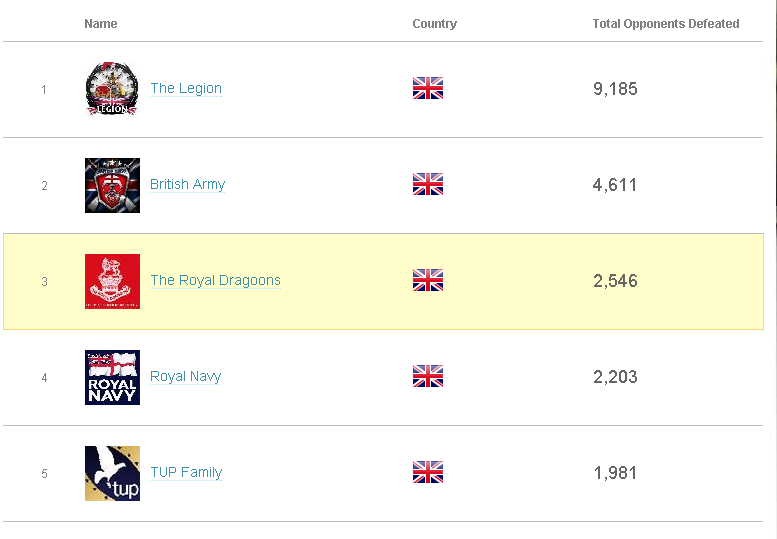 Name Country Total Opponents Defeated
1 LEGION The Legion 9,185
2 British Army 4,611
3 The Royal Dragoons 2,546
4 ROYAL NAVY Royal Navy 2,203
5 tup TUP Family 1,981